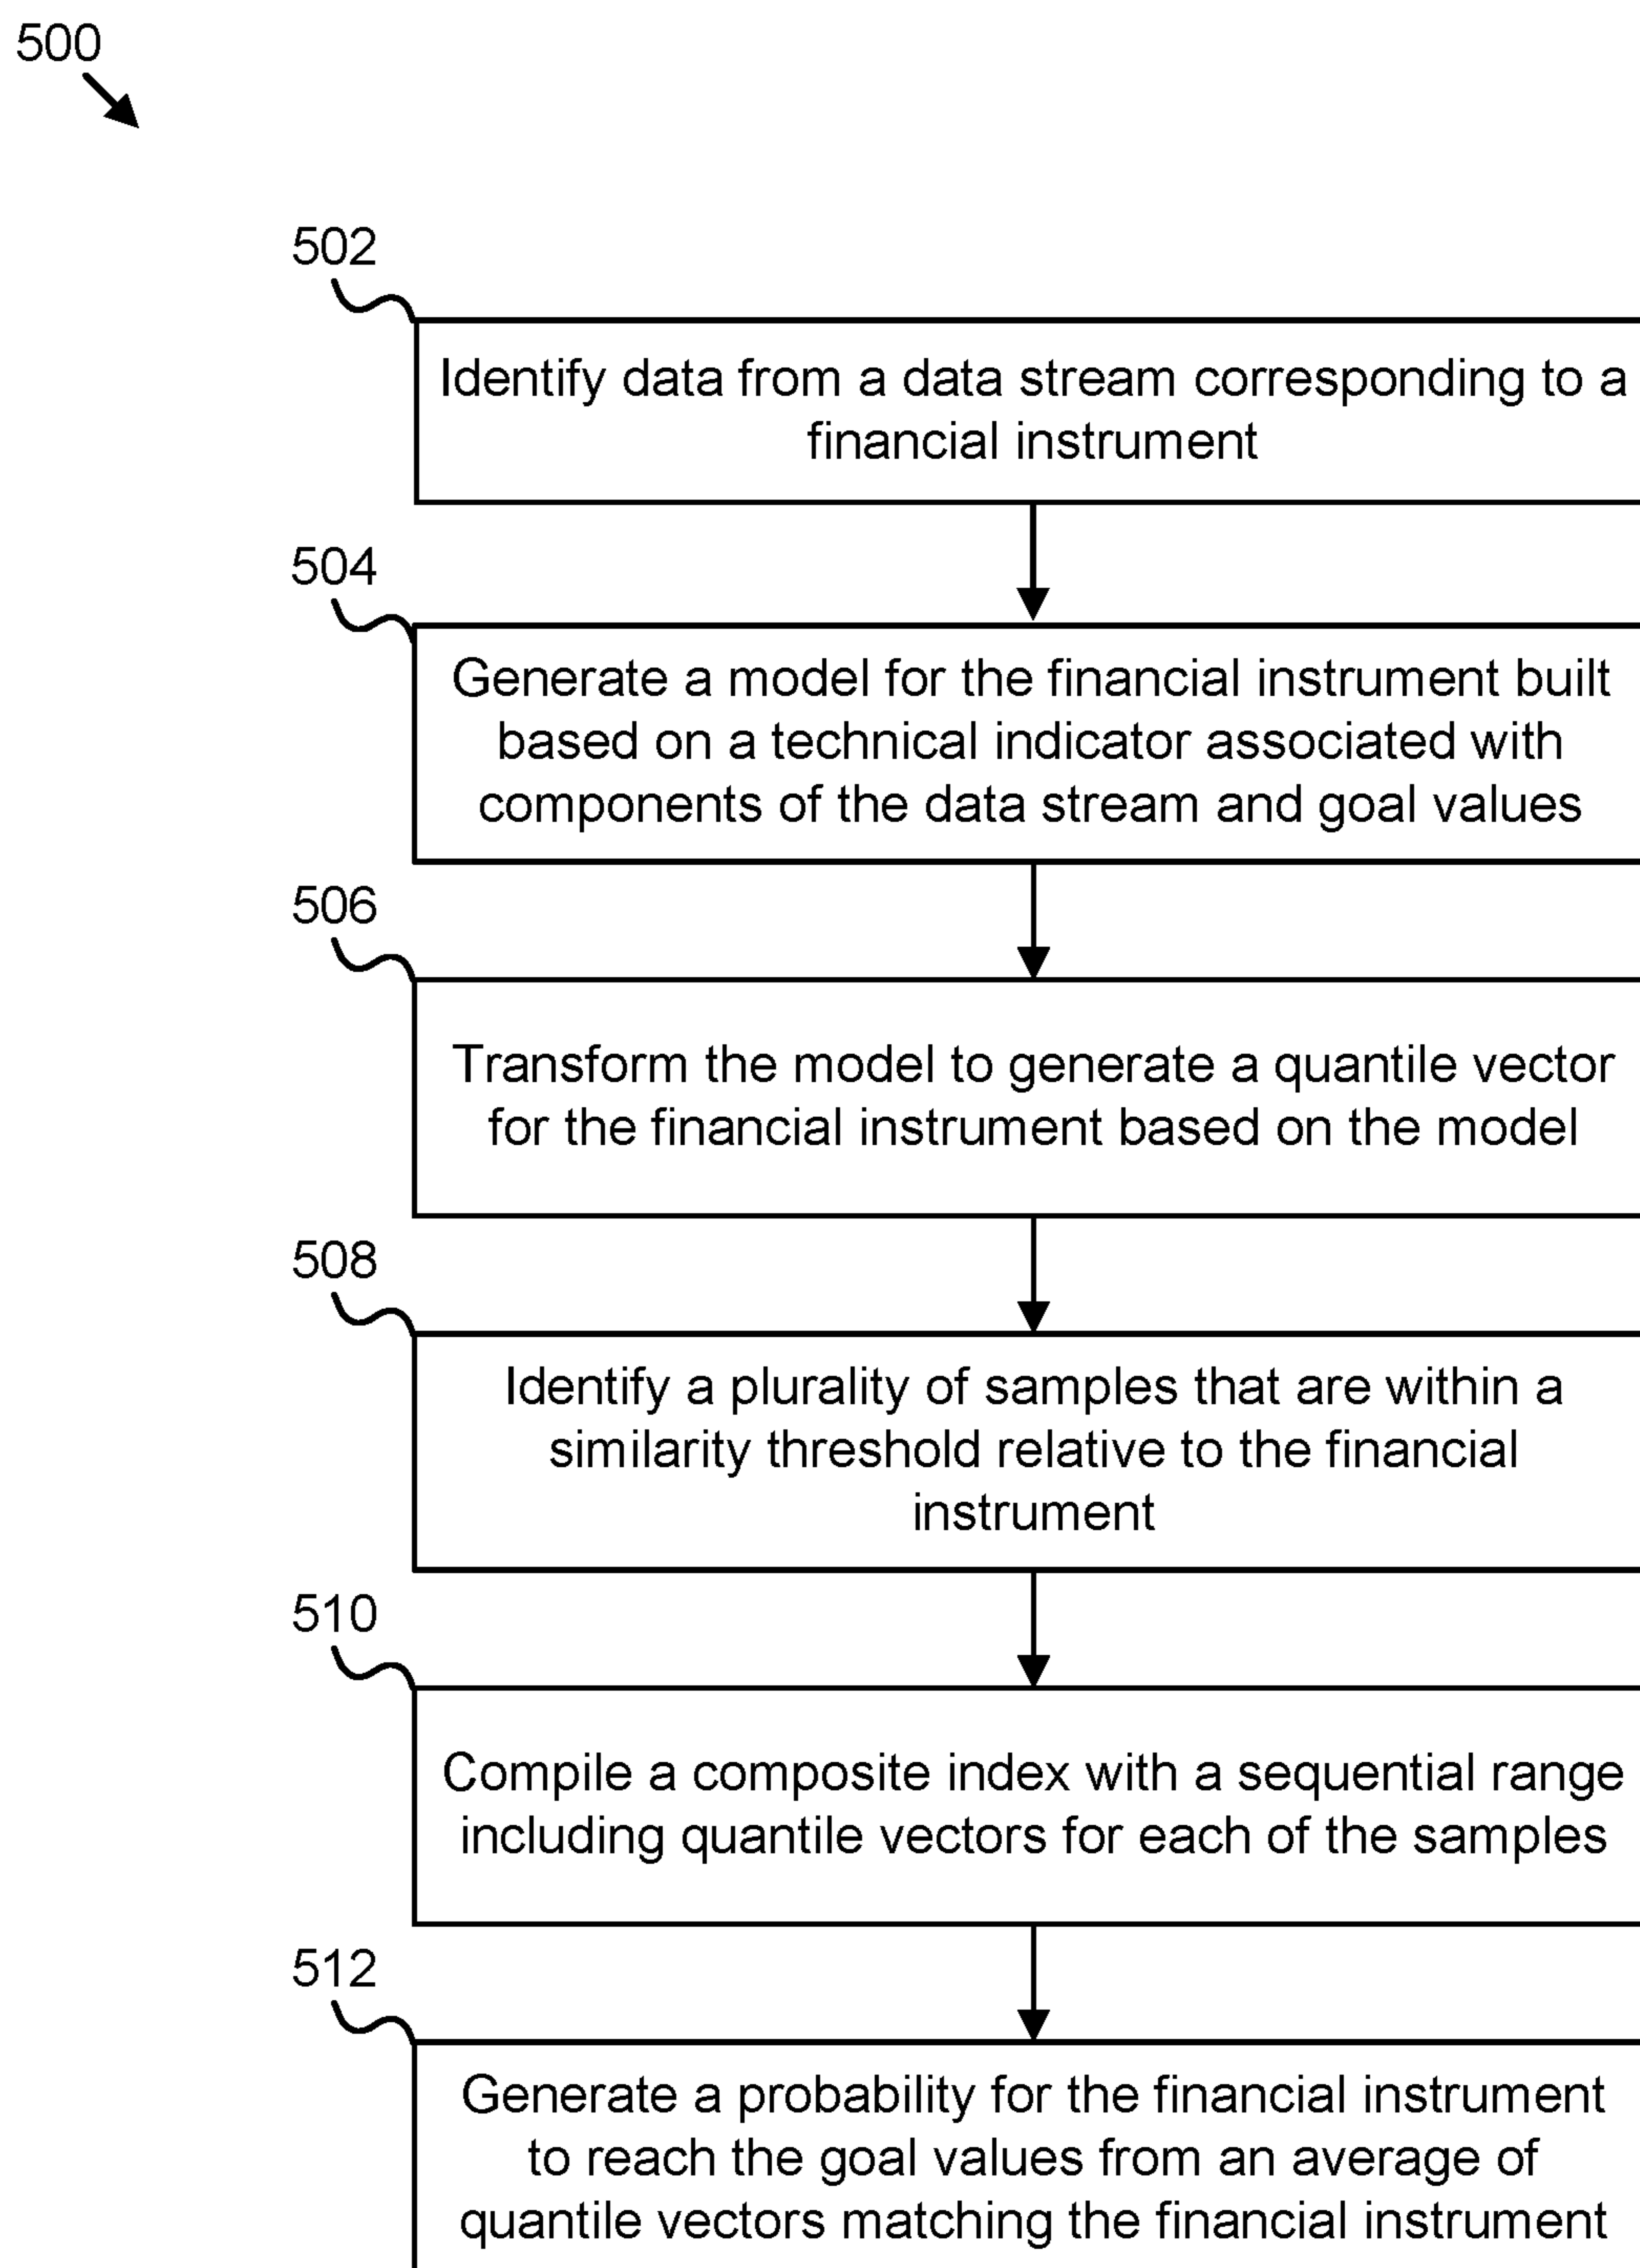 500
502
Identify data from a data stream corresponding to a
financial instrument
504
Generate a model for the financial instrument built
based on a technical indicator associated with
components of the data stream and goal values
506
Transform the model to generate a quantile vector
for the financial instrument based on the model
508
Identify a plurality of samples that are within a
similarity threshold relative to the financial
instrument
510
Compile a composite index with a sequential range
including quantile vectors for each of the samples
512
Generate a probability for the financial instrument
to reach the goal values from an average of
quantile vectors matching the financial instrument